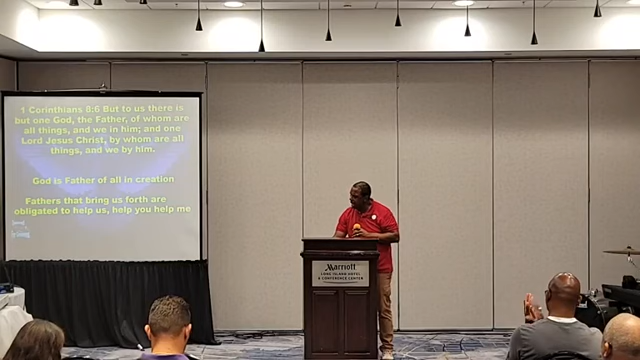 1 Corinthians 8:6 But to us there is
but one God, the Father, of whom are
all things, and we in him; and one
Lord Jesus Christ, by whom are all
things, and we by him.
God is Father of all in creation
Fathers that bring us forth are
obligated to help us, help you help me
Marriott
LONG ISLAND HOTEL
& CONFERENCE CENTER